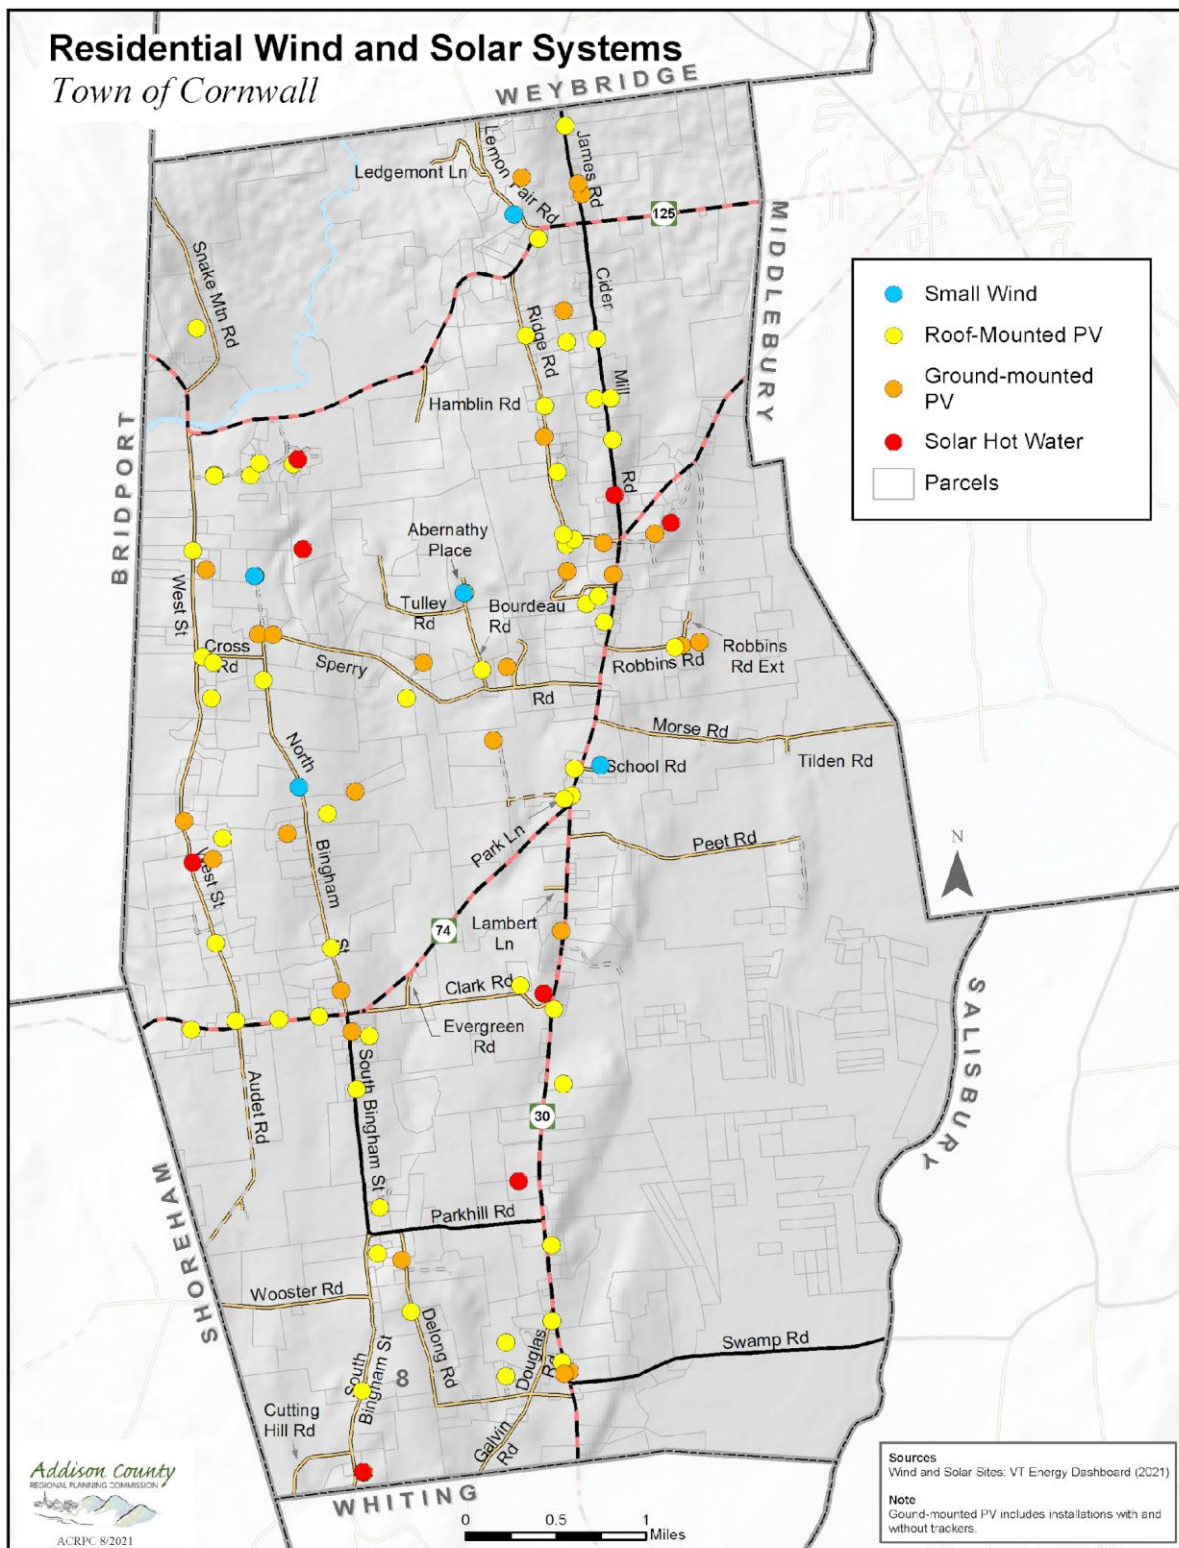 Residential Wind and Solar Systems
Town of Cornwall
WEYBRIDGE
Ledgemont Ln
Lemon Fair Rd
James Rd
125
MIDDLEBURY
Snake Mtn Rd
Cider
Mill
Rd
Ridge Rd
Hamblin Rd
Small Wind
Roof-Mounted PV
Ground-mounted
PV
Solar Hot Water
Parcels
BRIDPORT
Abernathy
Place
Tulley
Rd
Bourdeau
Rd
West St
Cross
Rd
Sperry
Rd
Robbins Rd
Robbins
Rd Ext
Morse Rd
Tilden Rd
North
Bingham
St
School Rd
Park Ln
Peet Rd
N
West St
74
Lambert
Ln
Clark Rd
Evergreen
Rd
SALISBURY
Audet Rd
South Bingham St
30
SHOREHAM
Parkhill Rd
Wooster Rd
Delong Rd
Douglas
Rd
Swamp Rd
South
Bingham St
8
Cutting
Hill Rd
Galvin
Rd
WHITING
Addison County
REGIONAL PLANNING COMMISSION
ACRPC 8/2021
0 0.5 1
Miles
Sources
Wind and Solar Sites: VT Energy Dashboard (2021)
Note
Gound-mounted PV includes installations with and
without trackers.